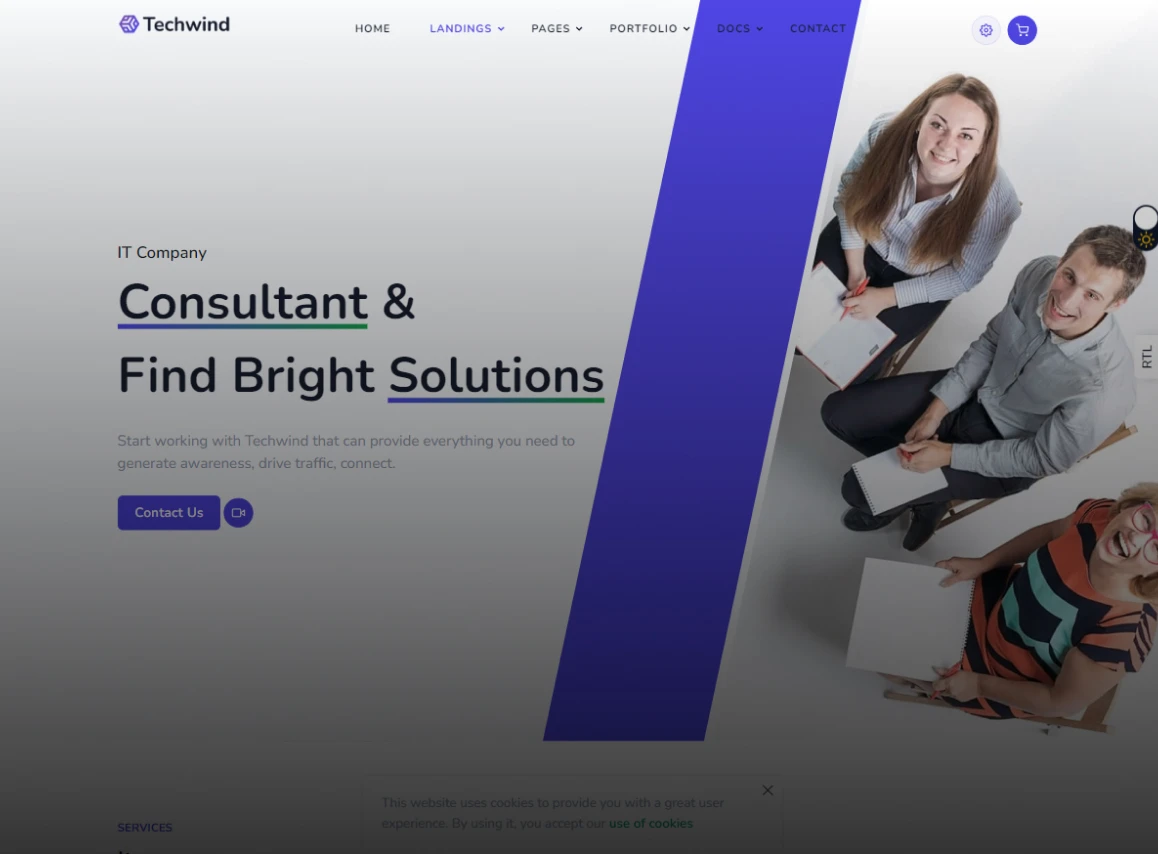 Techwind
HOME
LANDINGS
PAGES
PORTFOLIO
DOCS
CONTACT
RTL
IT Company
Consultant &
Find Bright Solutions
Start working with Techwind that can provide everything you need to
generate awareness, drive traffic, connect.
Contact Us
This website uses cookies to provide you with a great user
experience. By using it, you accept our use of cookies
SERVICES